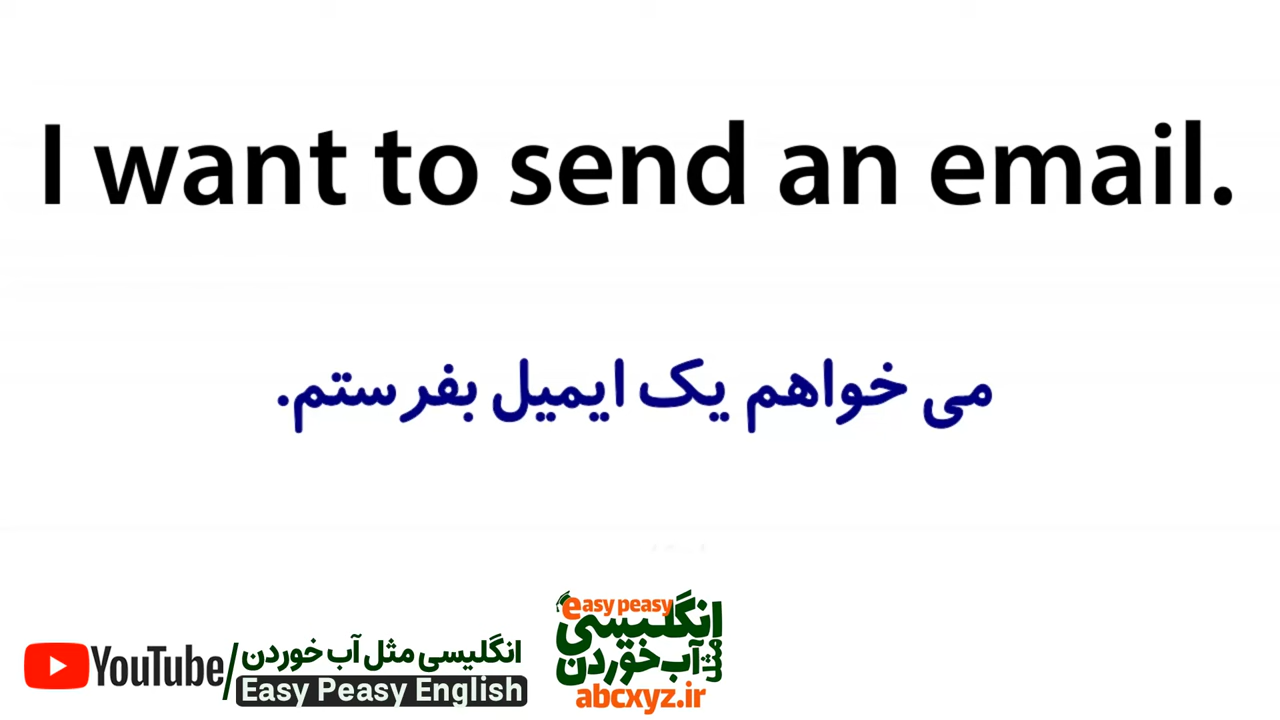 I want to send an email.
می خواهم یک ایمیل بفرستم.
YouTube/انگلیسی مثل آب خوردن
Easy Peasy English
easy peasy
انگلیسی
مثل
آب خوردن
abcxyz.ir